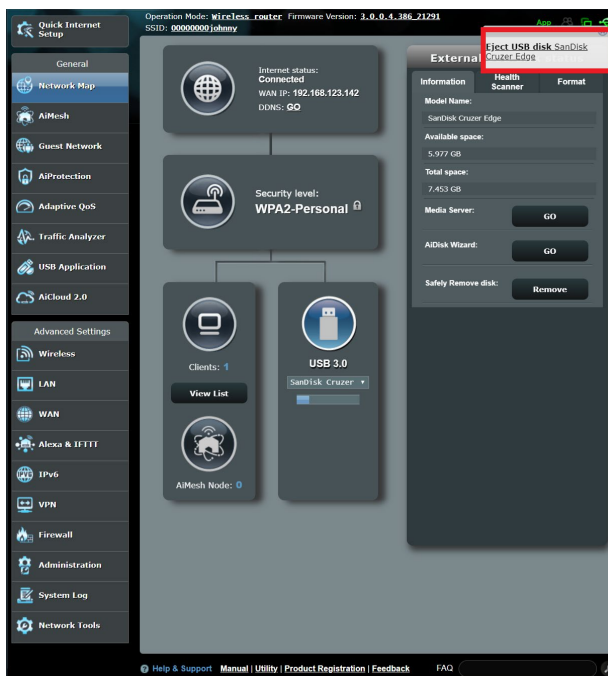 Quick Internet
Setup
Operation Mode: Wireless router Firmware Version: 3.0.0.4.386_21291
SSID: 00000000johnny
App
Eject USB disk SanDisk
Cruzer Edge
General
Network Map
AiMesh
Guest Network
AiProtection
Adaptive QoS
Traffic Analyzer
USB Application
AiCloud 2.0
Advanced Settings
Wireless
LAN
WAN
Alexa & IFTTT
IPv6
VPN
Firewall
Administration
System Log
Network Tools
Internet status:
Connected
WAN IP: 192.168.123.142
DDNS: GO
Security level:
WPA2-Personal
Clients: 1
View List
AiMesh Node: 0
USB 3.0
SanDisk Cruzer
External
Information
Health
Scanner
Format
Model Name:
SanDisk Cruzer Edge
Available space:
5.977 GB
Total space:
7.453 GB
Media Server:
GO
AiDisk Wizard:
GO
Safely Remove disk:
Remove
Help & Support Manual | Utility | Product Registration | Feedback
FAQ